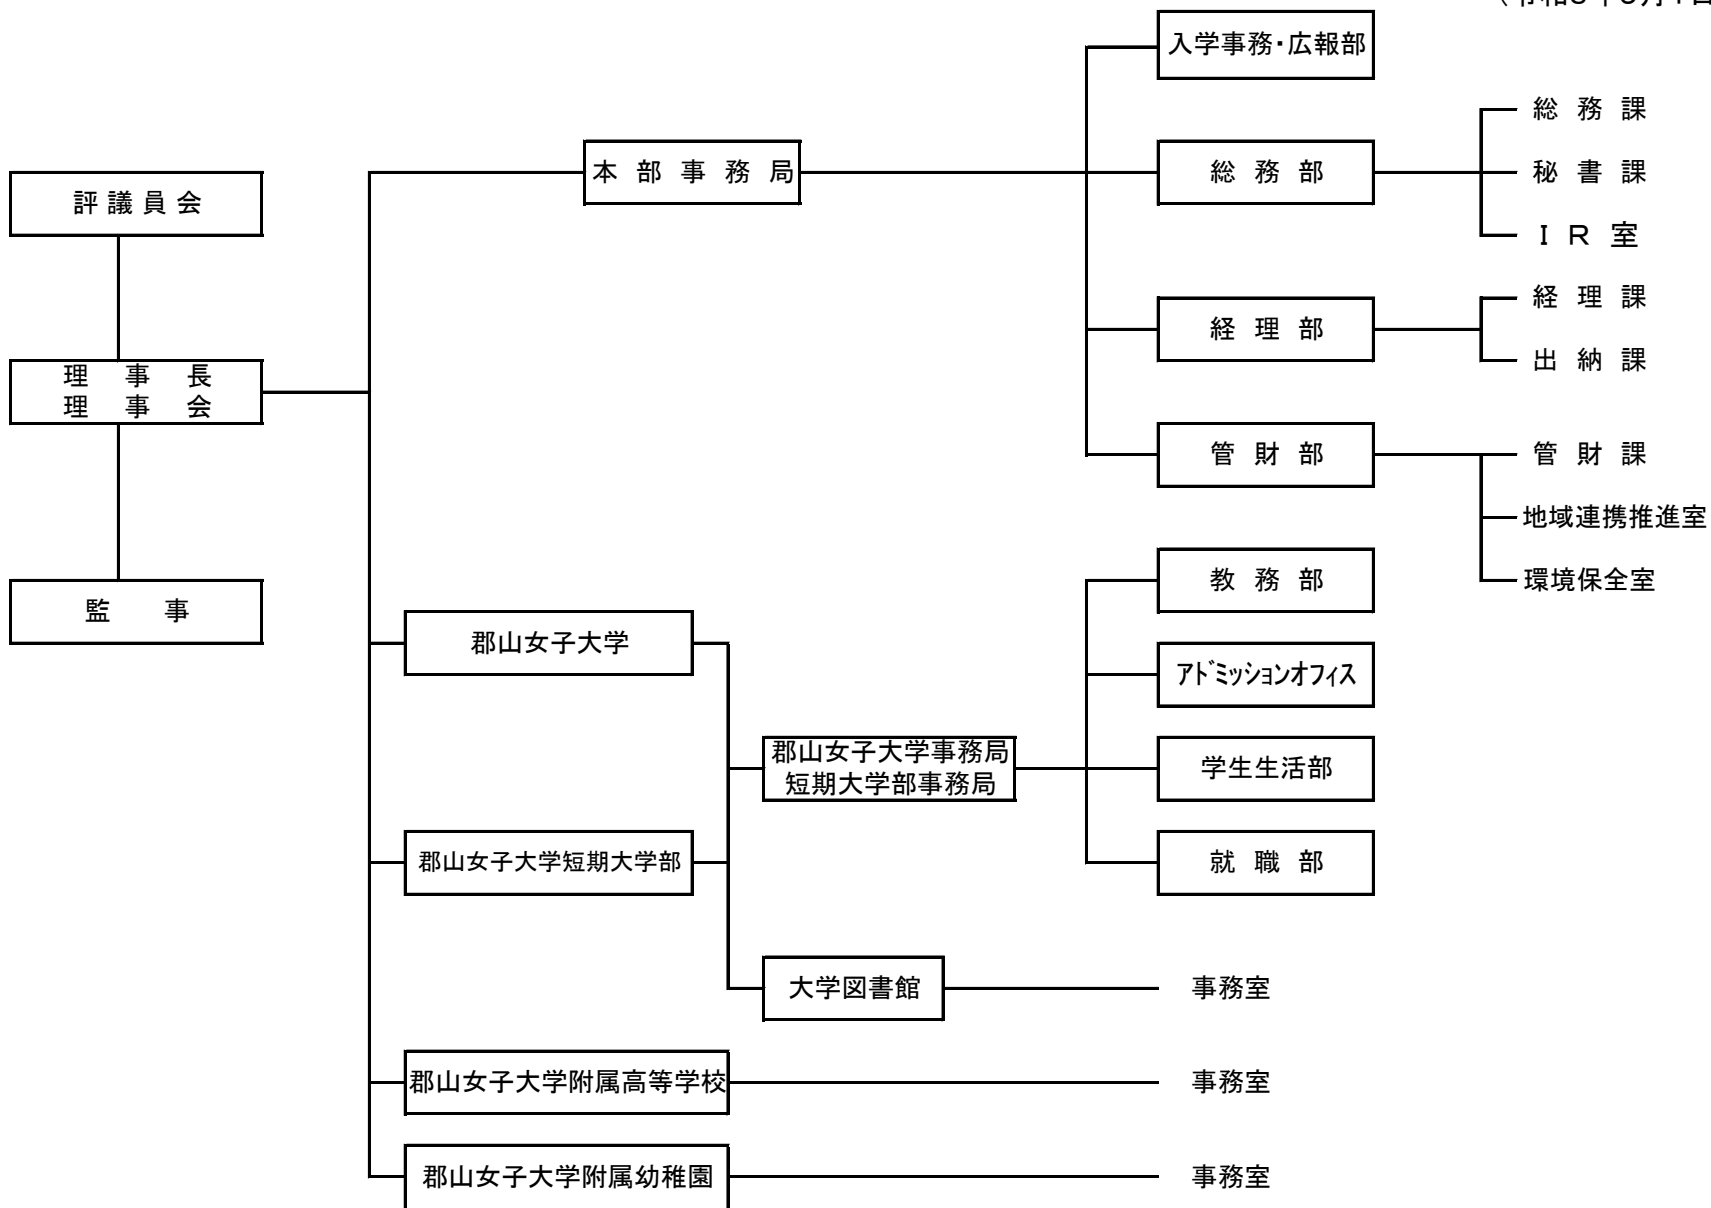 入学事務・広報部
総務課
本部事務局
総務部
秘書課
評議員会
ＩＲ室
経理課
経理部
出納課
理事長
理事会
管財部
管財課
地域連携推進室
教務部
環境保全室
監事
郡山女子大学
アドミッションオフィス
郡山女子大学事務局
短期大学部事務局
学生生活部
郡山女子大学短期大学部
就職部
大学図書館
事務室
郡山女子大学附属高等学校
事務室
郡山女子大学附属幼稚園
事務室